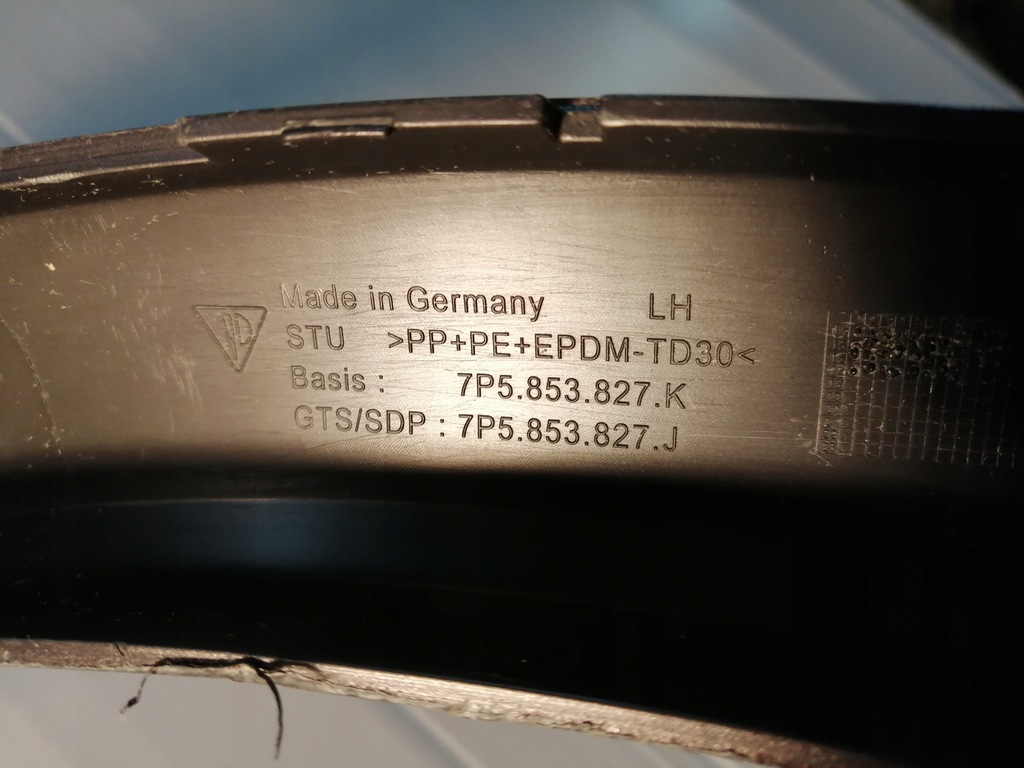 Made in Germany LH
STU >PP+PE+EPDM-TD30<
Basis : 7P5.853.827.K
GTS/SDP : 7P5.853.827.J